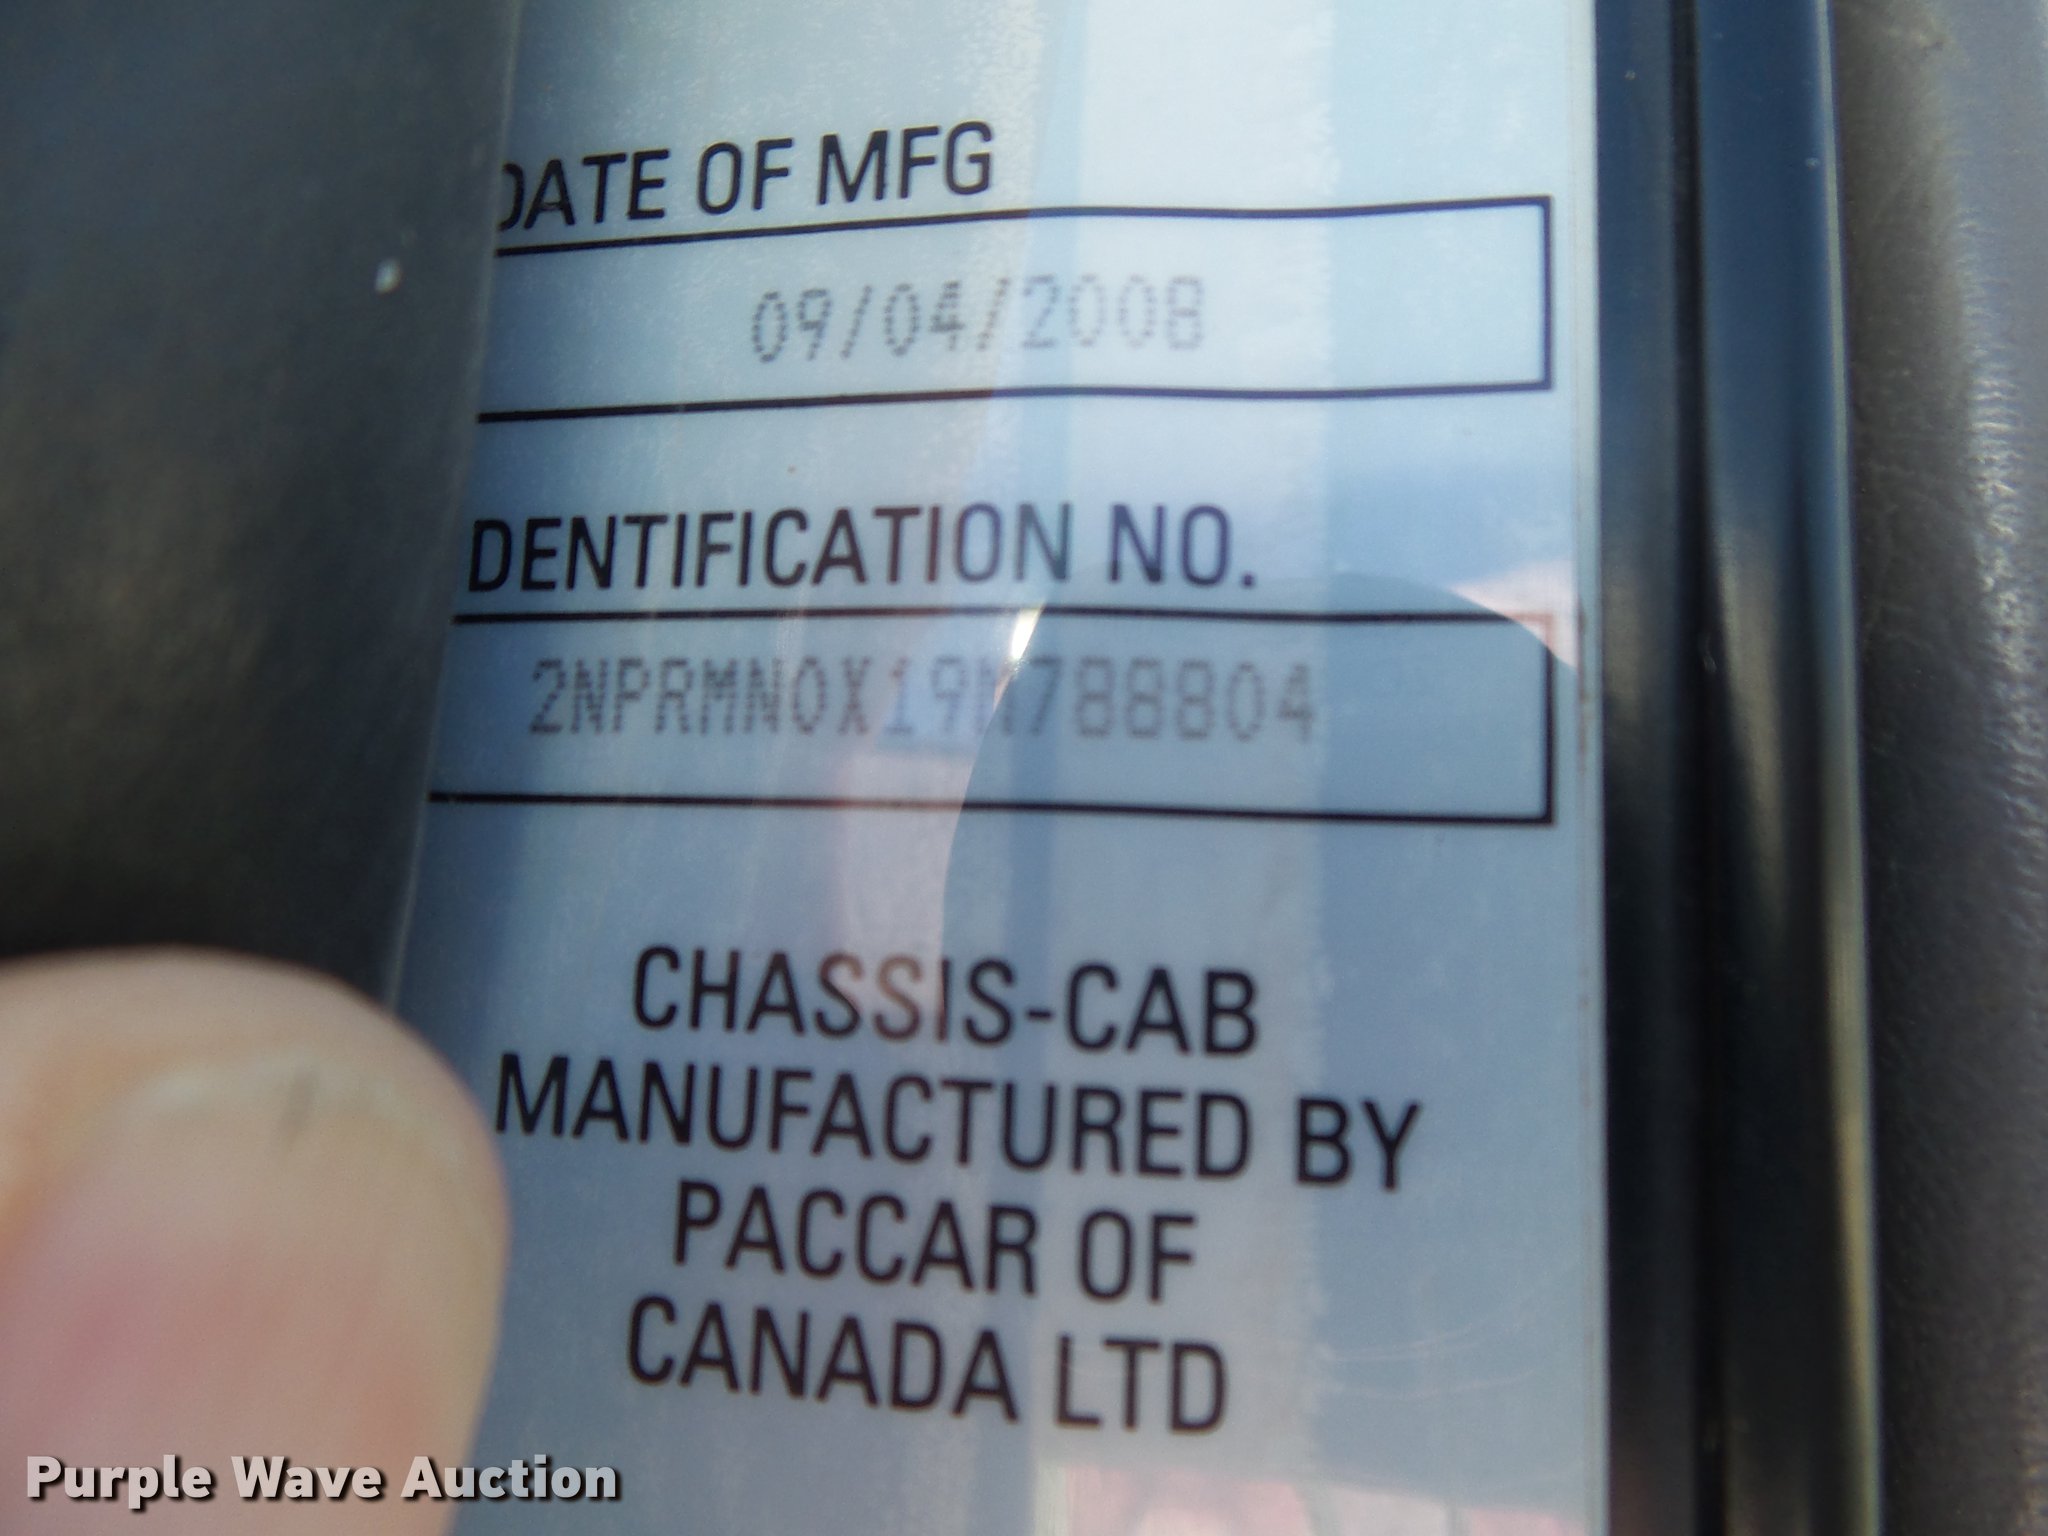 DATE OF MFG
09/04/2008
DENTIFICATION NO.
2NPRMN0X19M788804
CHASSIS-CAB
MANUFACTURED BY
PACCAR OF
CANADA LTD
Purple Wave Auction